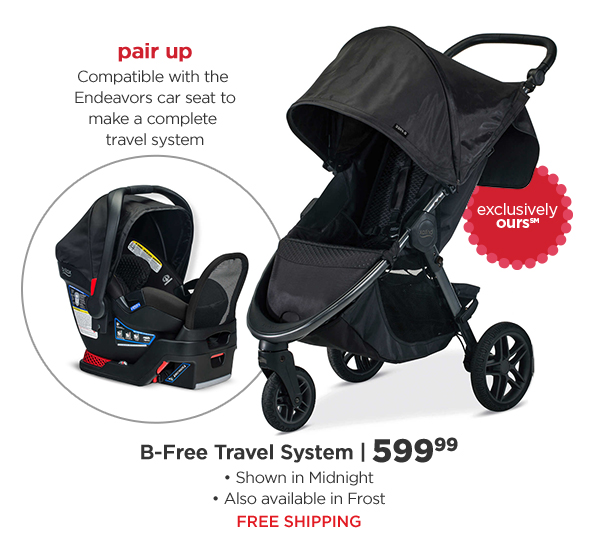 pair up
Compatible with the
Endeavors car seat to
make a complete
travel system
exclusively
ours℠
B-Free Travel System | 599⁹⁹
• Shown in Midnight
• Also available in Frost
FREE SHIPPING